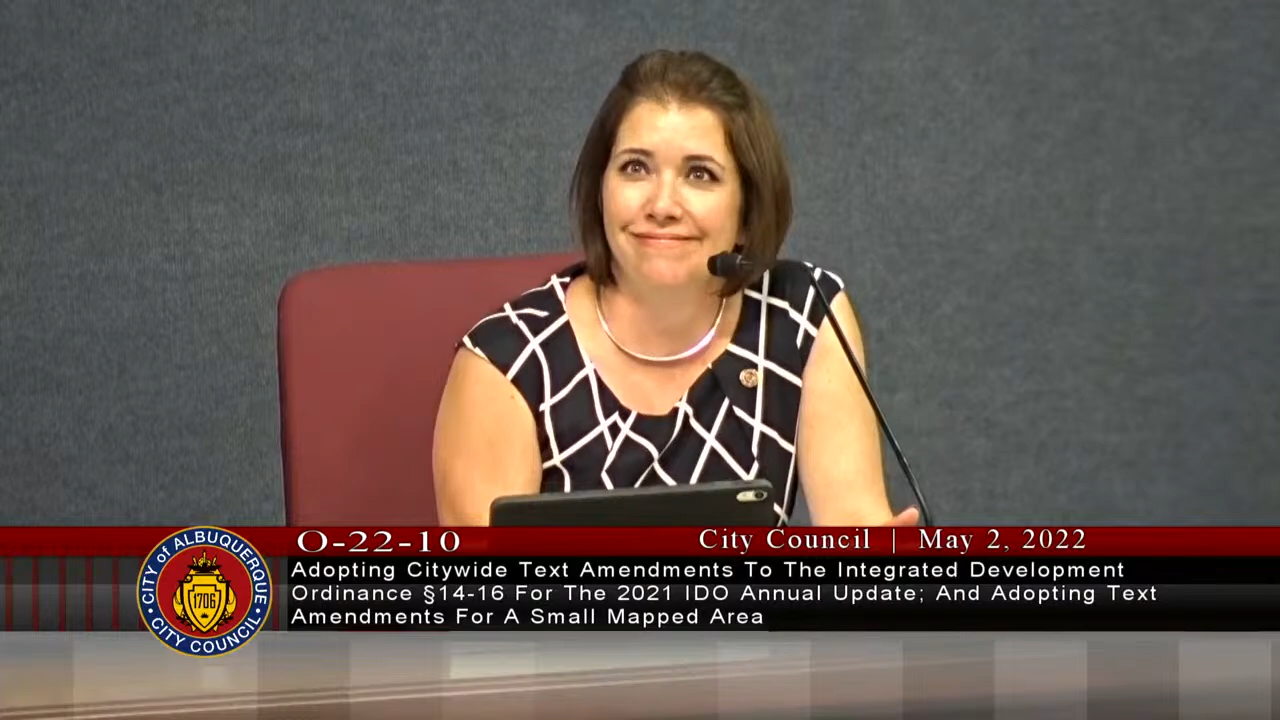 O-22-10
City Council | May 2, 2022
Adopting Citywide Text Amendments To The Integrated Development
Ordinance §14-16 For The 2021 IDO Annual Update; And Adopting Text
Amendments For A Small Mapped Area
CITY of ALBUQUERQUE
1706
CITY COUNCIL